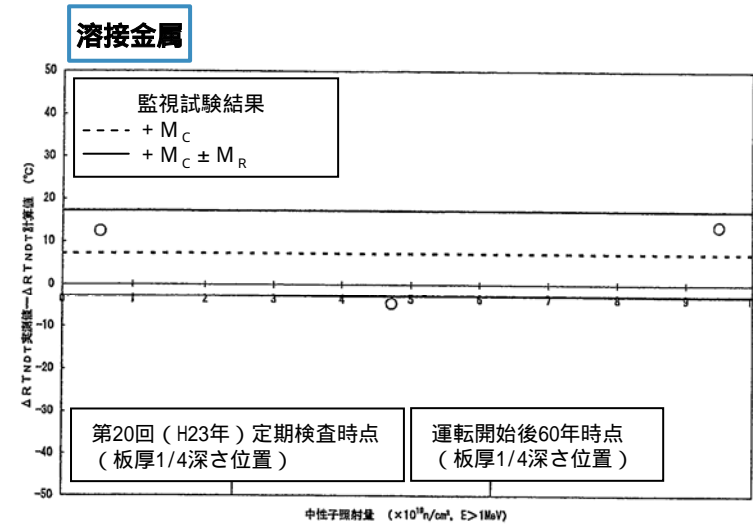 溶接金属
50
40
30
20
10
0
-10
-20
-30
-40
-50
ΔRTNDT実測値－ΔRTNDT計算値 (℃)
監視試験結果
+ MC
+ MC ± MR
0 1 2 3 4 5 6 7 8 9 1
第20回（H23年）定期検査時点
（板厚1/4深さ位置）
運転開始後60年時点
（板厚1/4深さ位置）
中性子照射量 (×10¹⁹n/cm², E>1MeV)